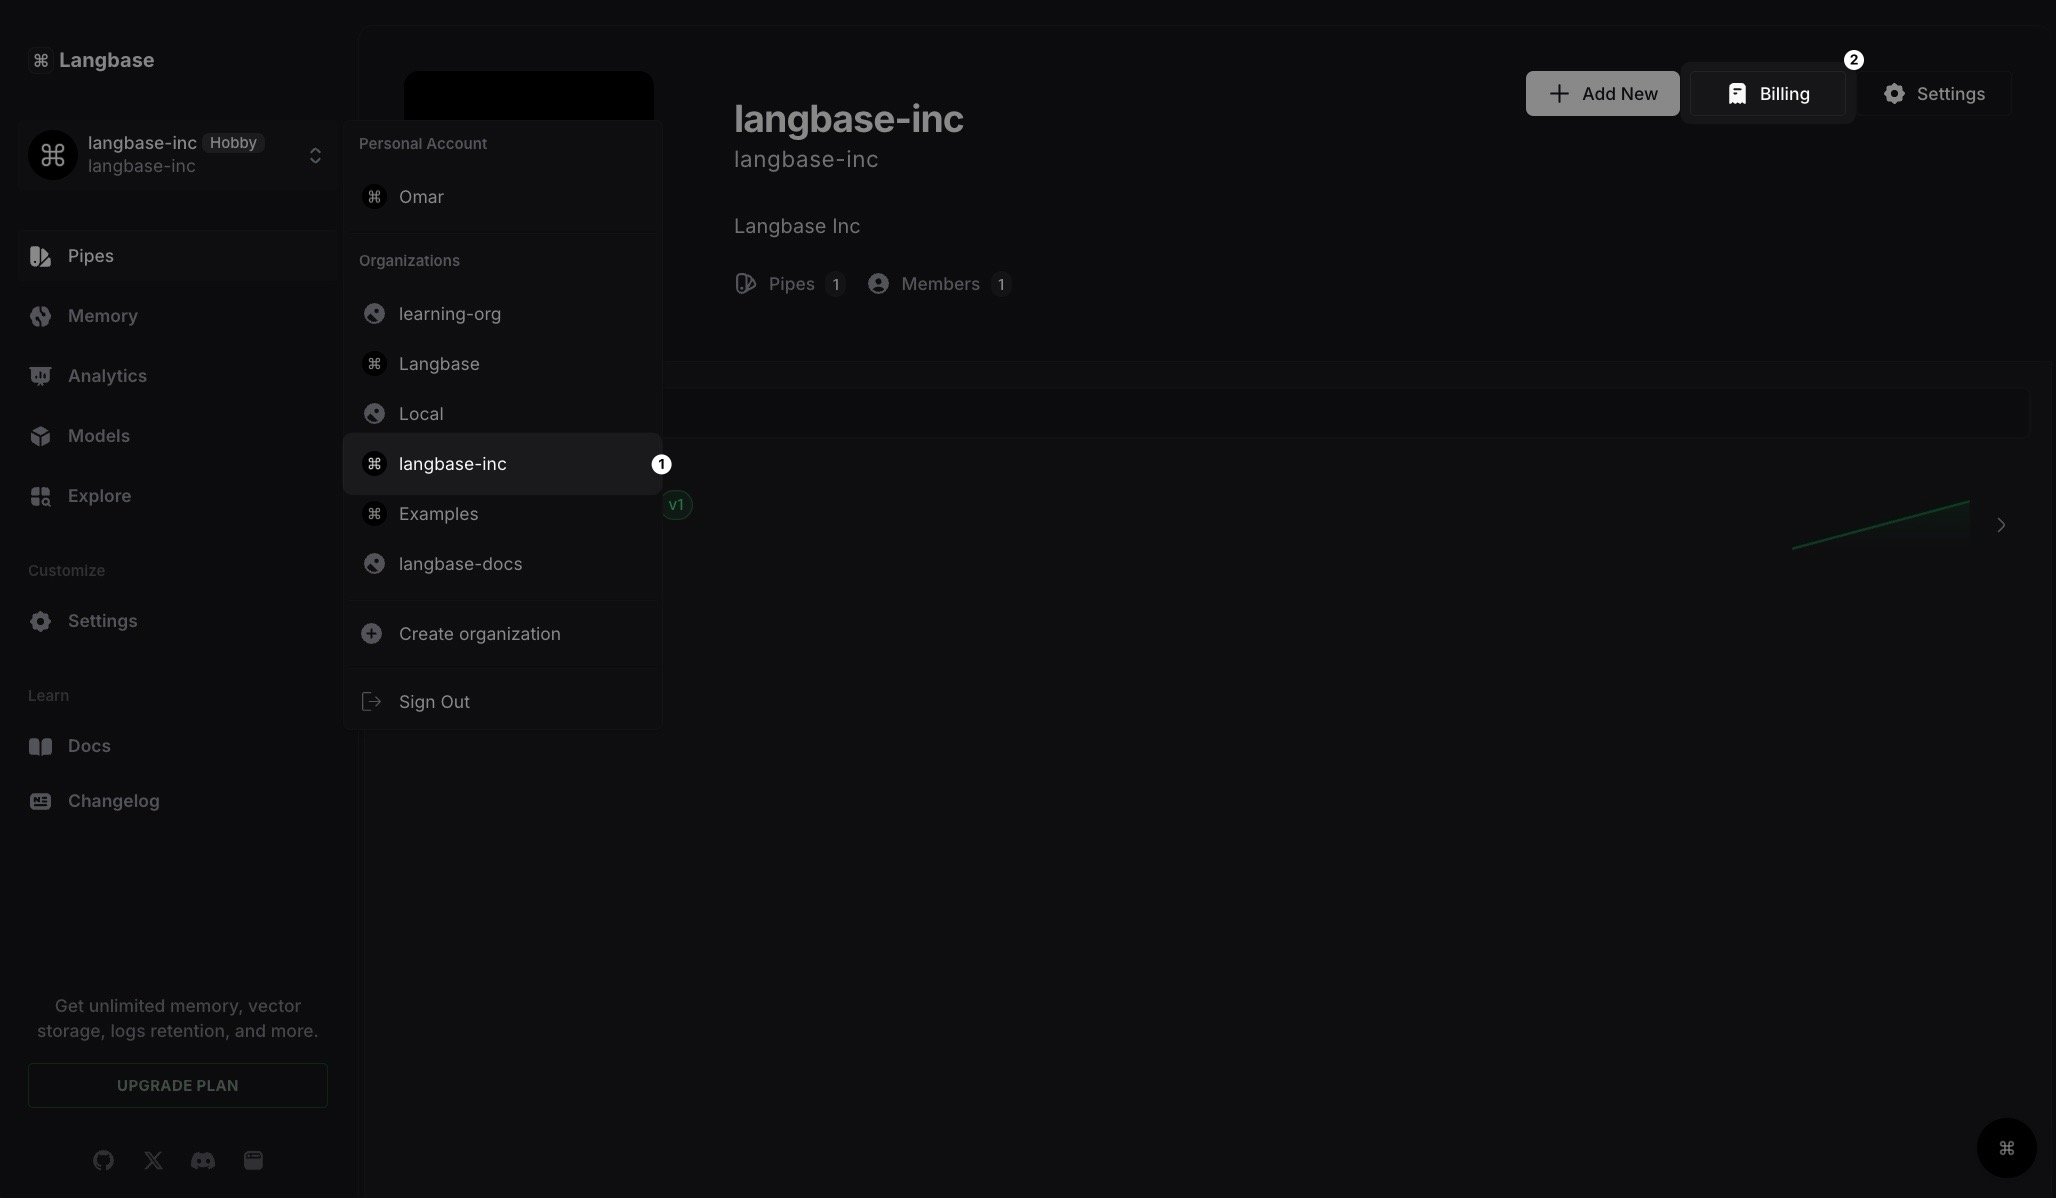 Langbase
langbase-inc Hobby
langbase-inc
Pipes
Memory
Analytics
Models
Explore
Customize
Settings
Learn
Docs
Changelog
Get unlimited memory, vector
storage, logs retention, and more.
UPGRADE PLAN
Personal Account
Omar
Organizations
learning-org
Langbase
Local
langbase-inc 1
Examples
langbase-docs
Create organization
Sign Out
langbase-inc
langbase-inc
Langbase Inc
Pipes 1 Members 1
Add New
Billing
2
Settings
v1